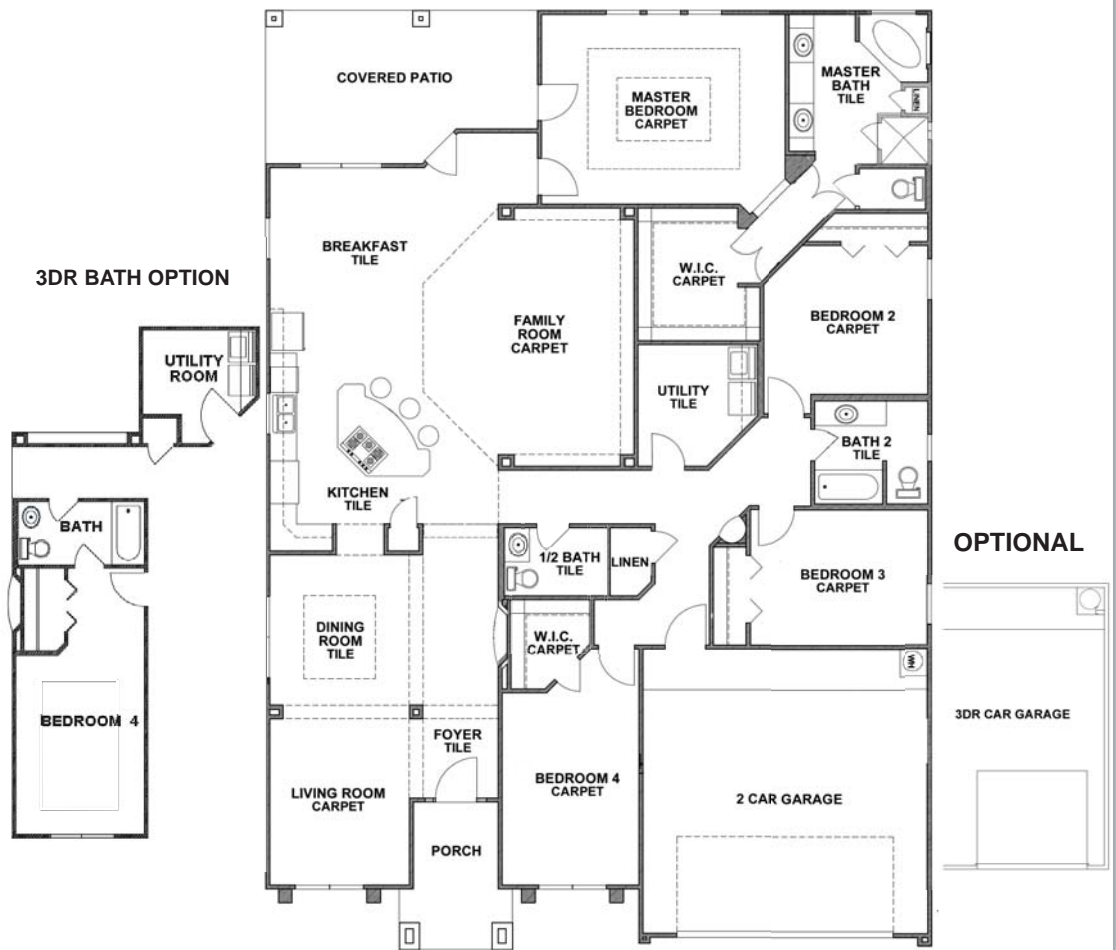 COVERED PATIO
MASTER
BEDROOM
CARPET
MASTER
BATH
TILE
LINEN
BREAKFAST
TILE
W.I.C.
CARPET
3DR BATH OPTION
BEDROOM 2
CARPET
FAMILY
ROOM
CARPET
UTILITY
ROOM
UTILITY
TILE
BATH 2
TILE
KITCHEN
TILE
BATH
1/2 BATH
TILE
LINEN
OPTIONAL
BEDROOM 3
CARPET
DINING
ROOM
TILE
W.I.C.
CARPET
WH
BEDROOM 4
FOYER
TILE
3DR CAR GARAGE
LIVING ROOM
CARPET
BEDROOM 4
CARPET
2 CAR GARAGE
PORCH